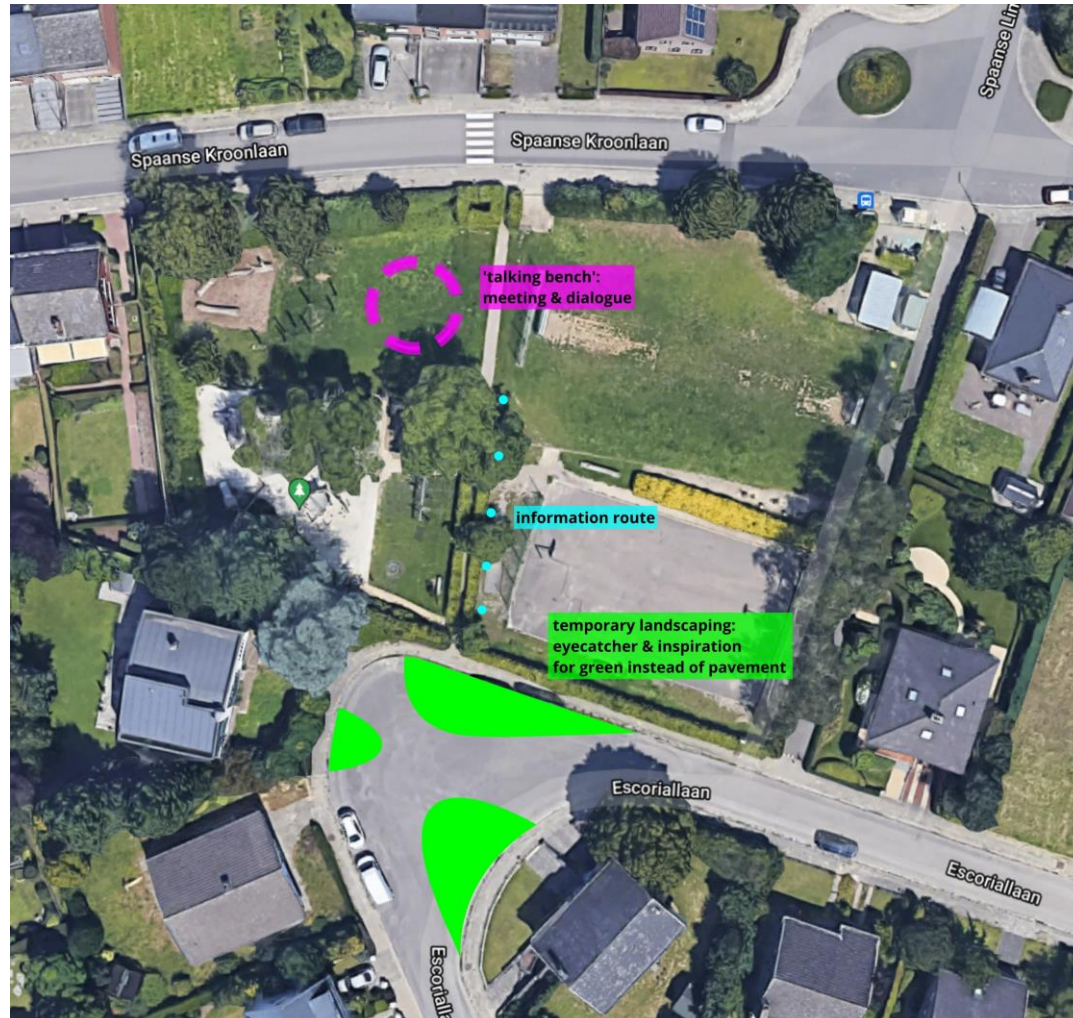 Spaanse Lin
Spaanse Kroonlaan
Spaanse Kroonlaan
'talking bench':
meeting & dialogue
information route
temporary landscaping:
eyecatcher & inspiration
for green instead of pavement
Escoriallaan
Escoriallaan
Escorialla